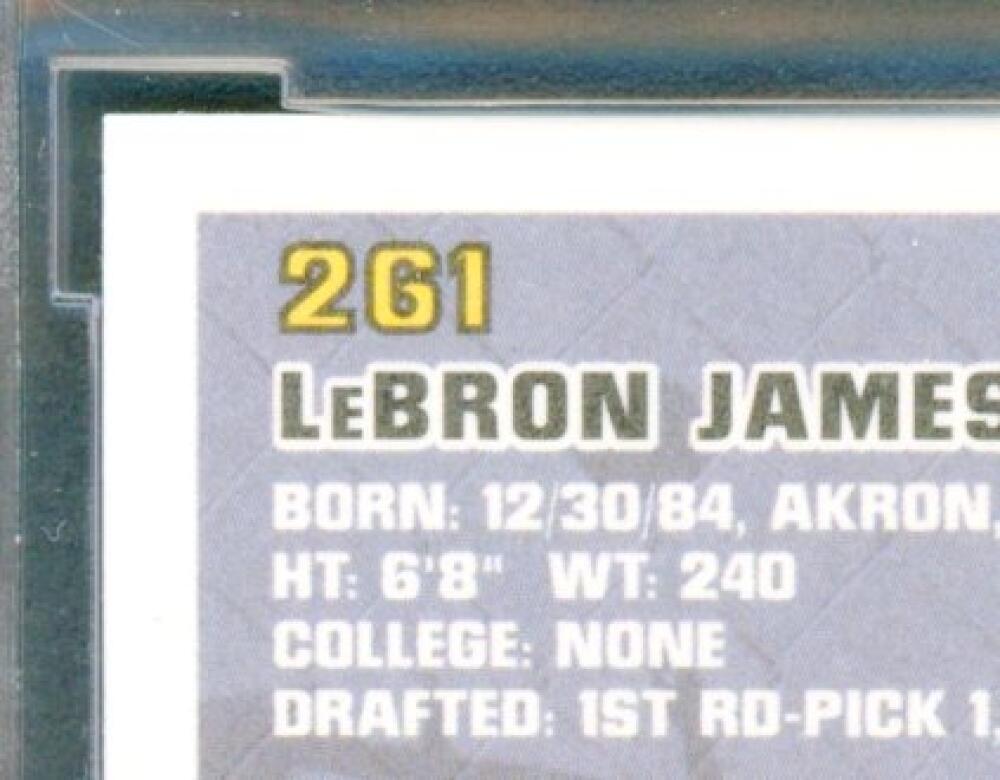 261
LeBRON JAMES
BORN: 12/30/84, AKRON,
HT: 6'8" WT: 240
COLLEGE: NONE
DRAFTED: 1ST RD-PICK 1,